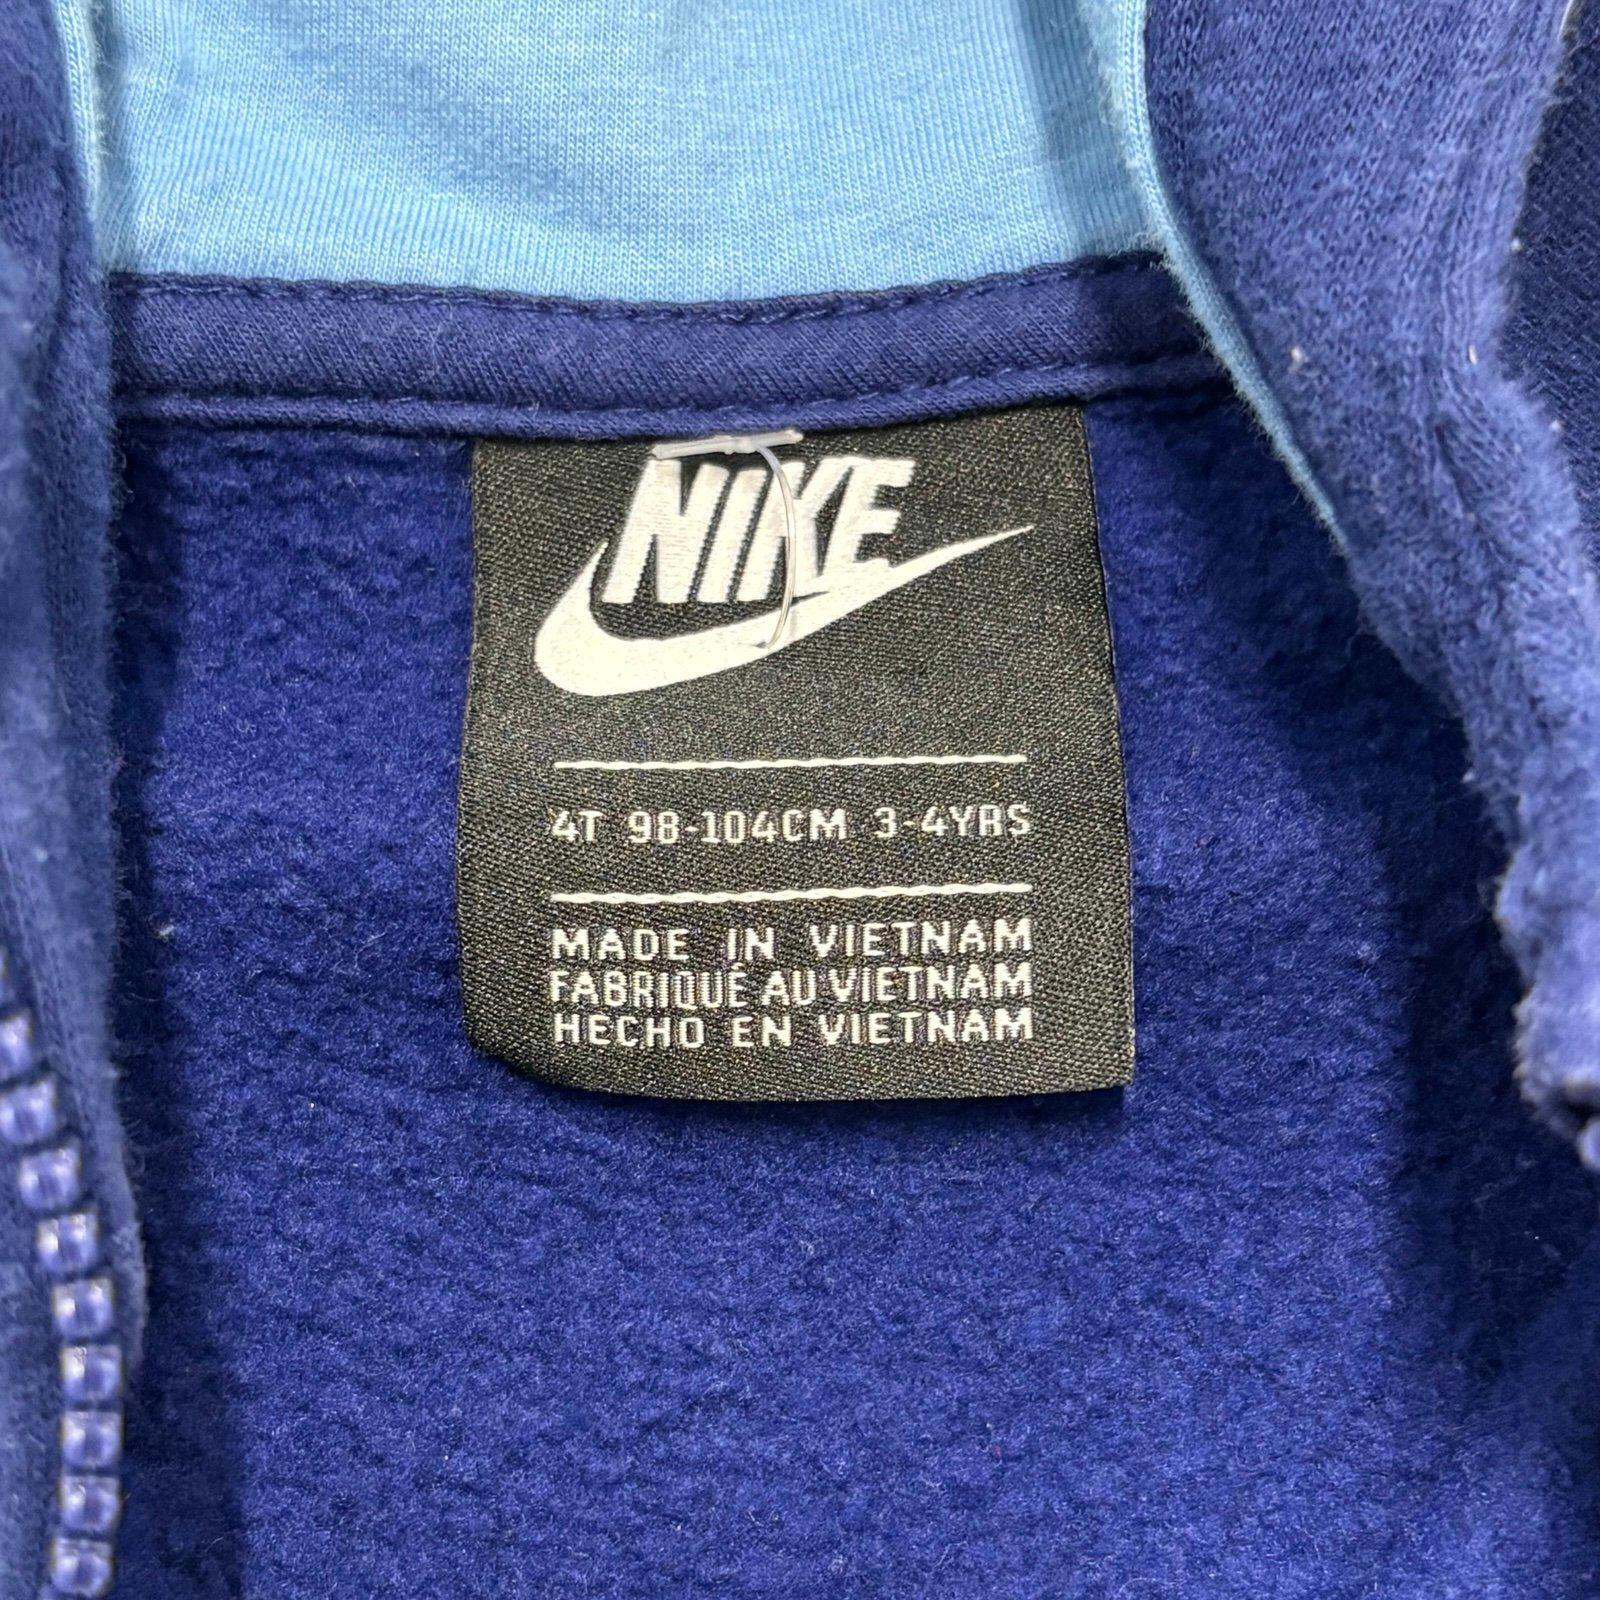 NIKE
4T 98-104CM 3-4YRS
MADE IN VIETNAM
FABRIQUÉ AU VIETNAM
HECHO EN VIETNAM